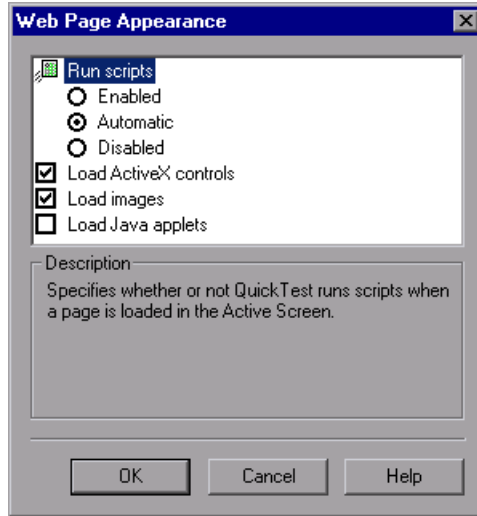 Web Page Appearance
Run scripts
Enabled
Automatic
Disabled
Load ActiveX controls
Load images
Load Java applets
Description
Specifies whether or not QuickTest runs scripts when
a page is loaded in the Active Screen.
OK Cancel Help